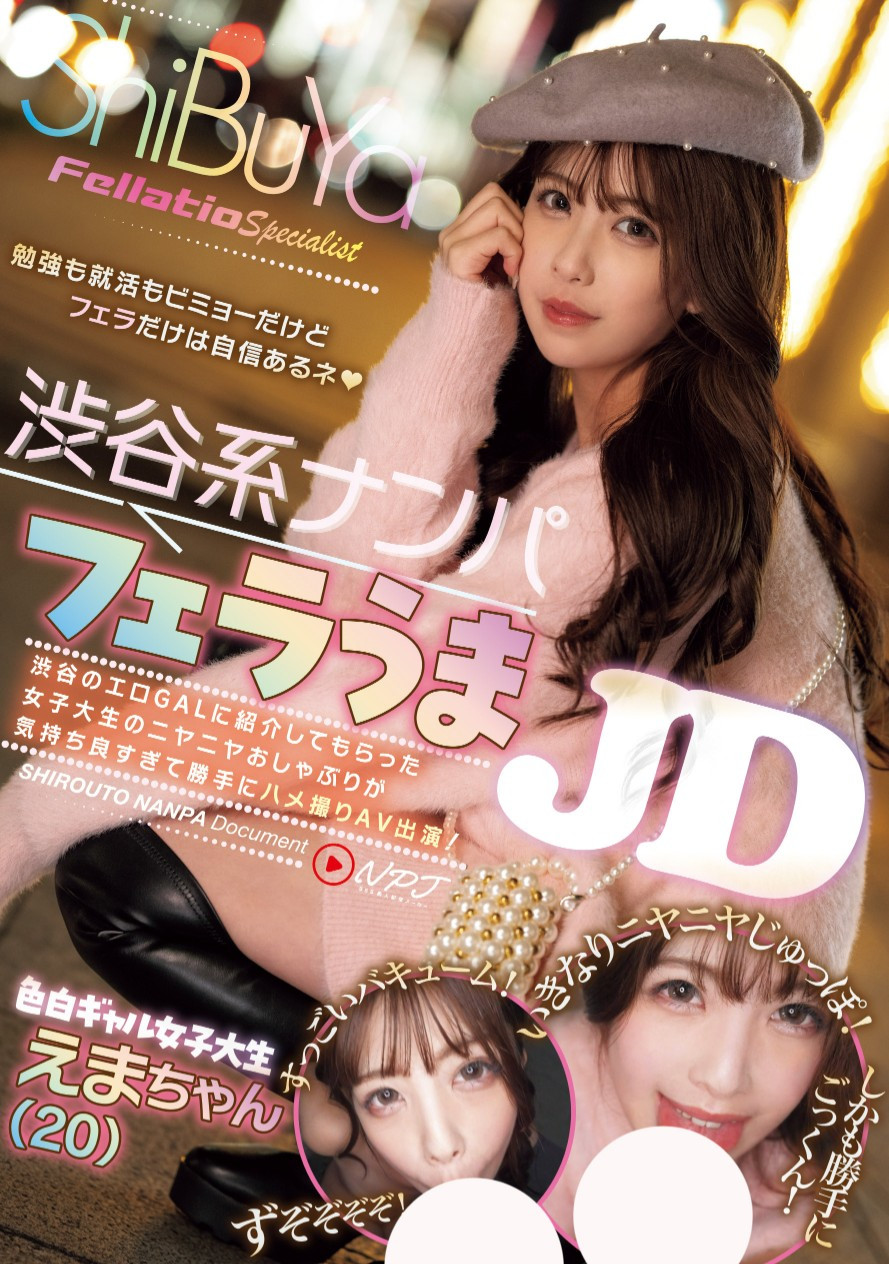 ShiBuYa
Fellatio Specialist
勉強も就活もビミョーだけど
フェラだけは自信あるネ♥
渋谷系ナンパ
フェラうま
JD
渋谷のエロGALに紹介してもらった
女子大生のニヤニヤおしゃぶりが
気持ち良すぎて勝手にハメ撮りAV出演！
SHIROUTO NANPA Document
NPJ
色白ギャル女子大生
えまちゃん
(20)
すっごいバキューム！
ずぞぞぞぞ！
いきなりニヤニヤじゅっぽ！
しかも勝手に
ごっくん！